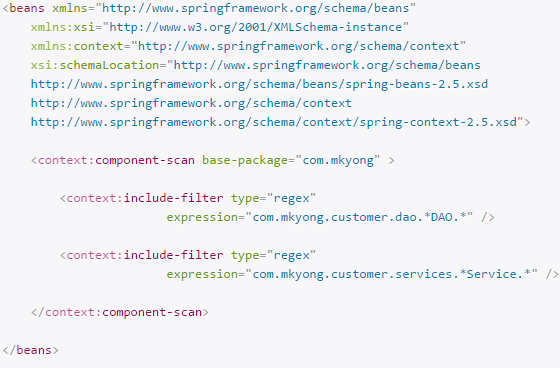 <beans xmlns="http://www.springframework.org/schema/beans"
    xmlns:xsi="http://www.w3.org/2001/XMLSchema-instance"
    xmlns:context="http://www.springframework.org/schema/context"
    xsi:schemaLocation="http://www.springframework.org/schema/beans
    http://www.springframework.org/schema/beans/spring-beans-2.5.xsd
    http://www.springframework.org/schema/context
    http://www.springframework.org/schema/context/spring-context-2.5.xsd">

    <context:component-scan base-package="com.mkyong" >

        <context:include-filter type="regex"
                       expression="com.mkyong.customer.dao.*DAO.*" />

        <context:include-filter type="regex"
                       expression="com.mkyong.customer.services.*Service.*" />

    </context:component-scan>

</beans>